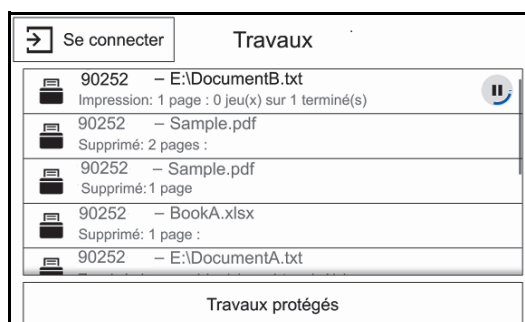 Se connecter
Travaux
90252 – E:\DocumentB.txt
Impression: 1 page : 0 jeu(x) sur 1 terminé(s)
90252 – Sample.pdf
Supprimé: 2 pages :
90252 – Sample.pdf
Supprimé:1 page
90252 – BookA.xlsx
Supprimé: 1 page :
90252 – E:\DocumentA.txt
Travaux protégés